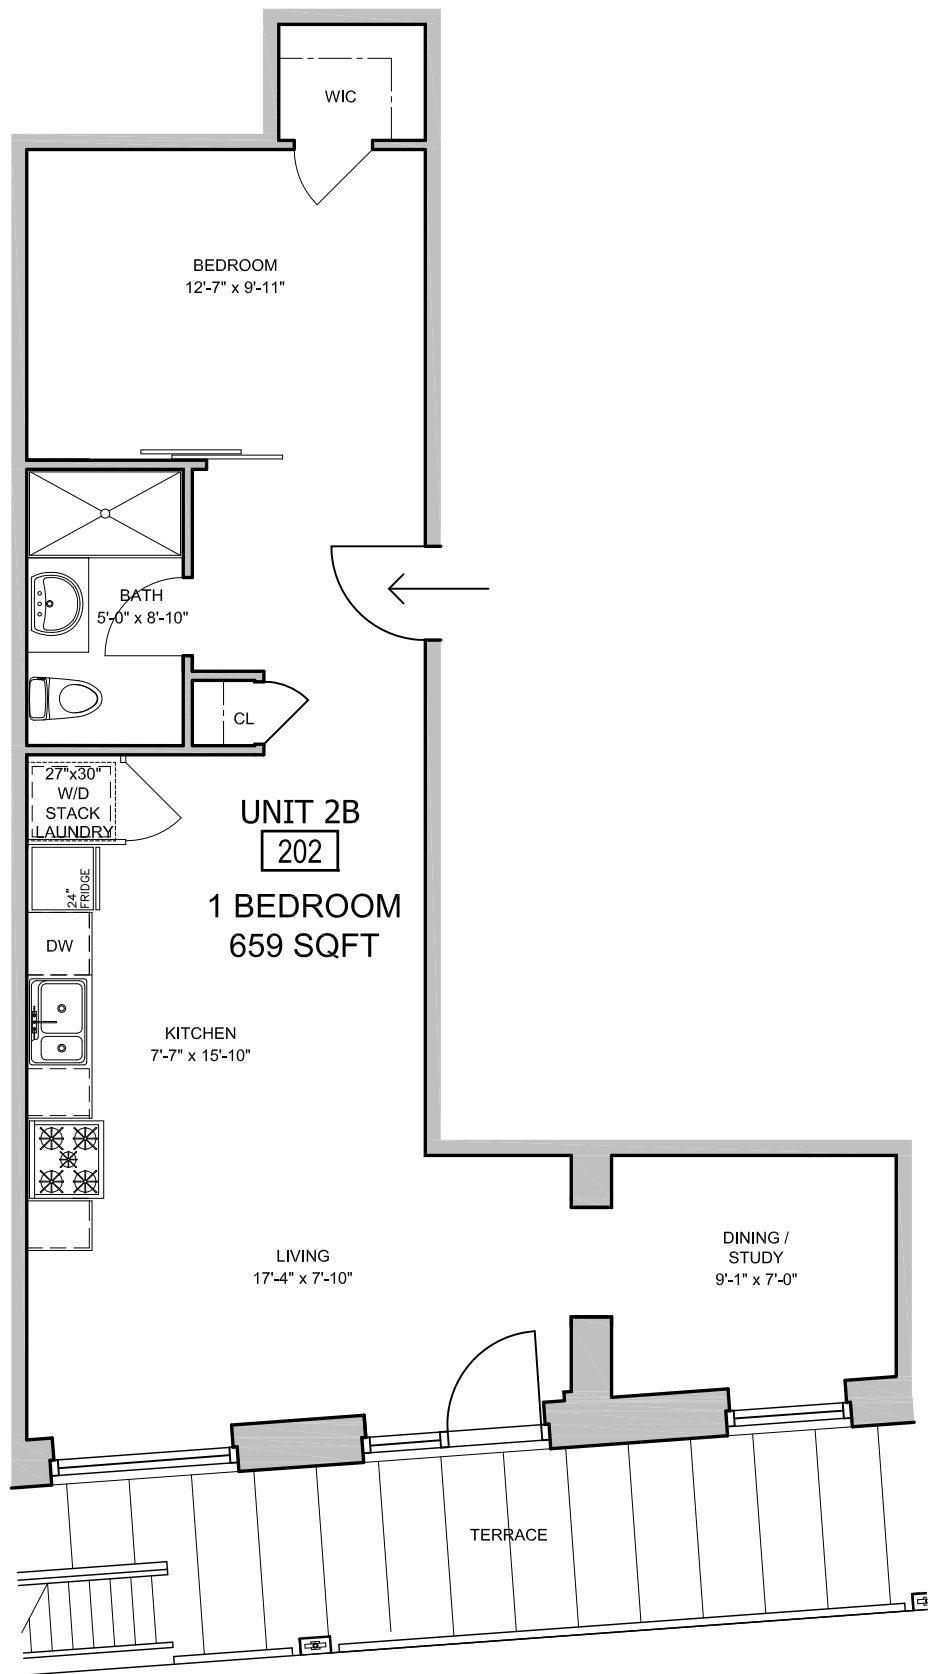 WIC
BEDROOM
12'-7" x 9'-11"
BATH
5'-0" x 8'-10"
CL
27"x30"
W/D
STACK
LAUNDRY
UNIT 2B
202
24"
FRIDGE
1 BEDROOM
659 SQFT
DW
KITCHEN
7'-7" x 15'-10"
LIVING
17'-4" x 7'-10"
DINING /
STUDY
9'-1" x 7'-0"
TERRACE